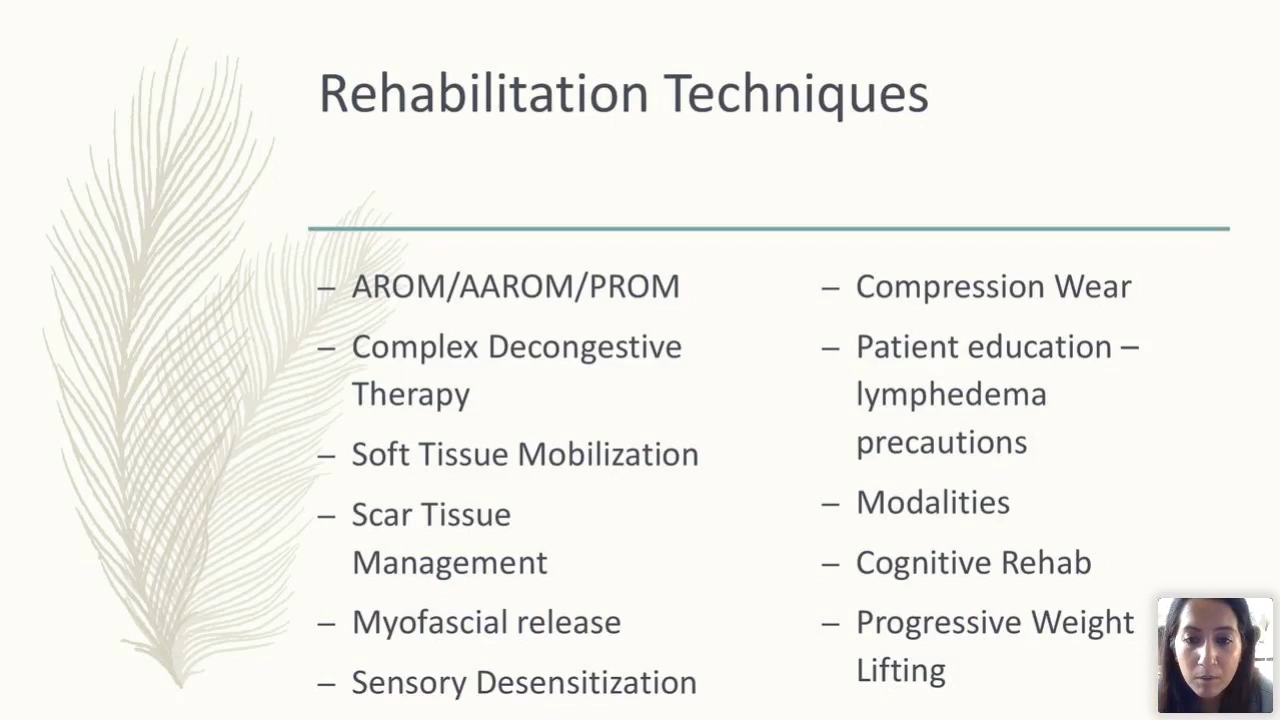 Rehabilitation Techniques
– AROM/AAROM/PROM
– Complex Decongestive
Therapy
– Soft Tissue Mobilization
– Scar Tissue
Management
– Myofascial release
– Sensory Desensitization
– Compression Wear
– Patient education –
lymphedema
precautions
– Modalities
– Cognitive Rehab
– Progressive Weight
Lifting